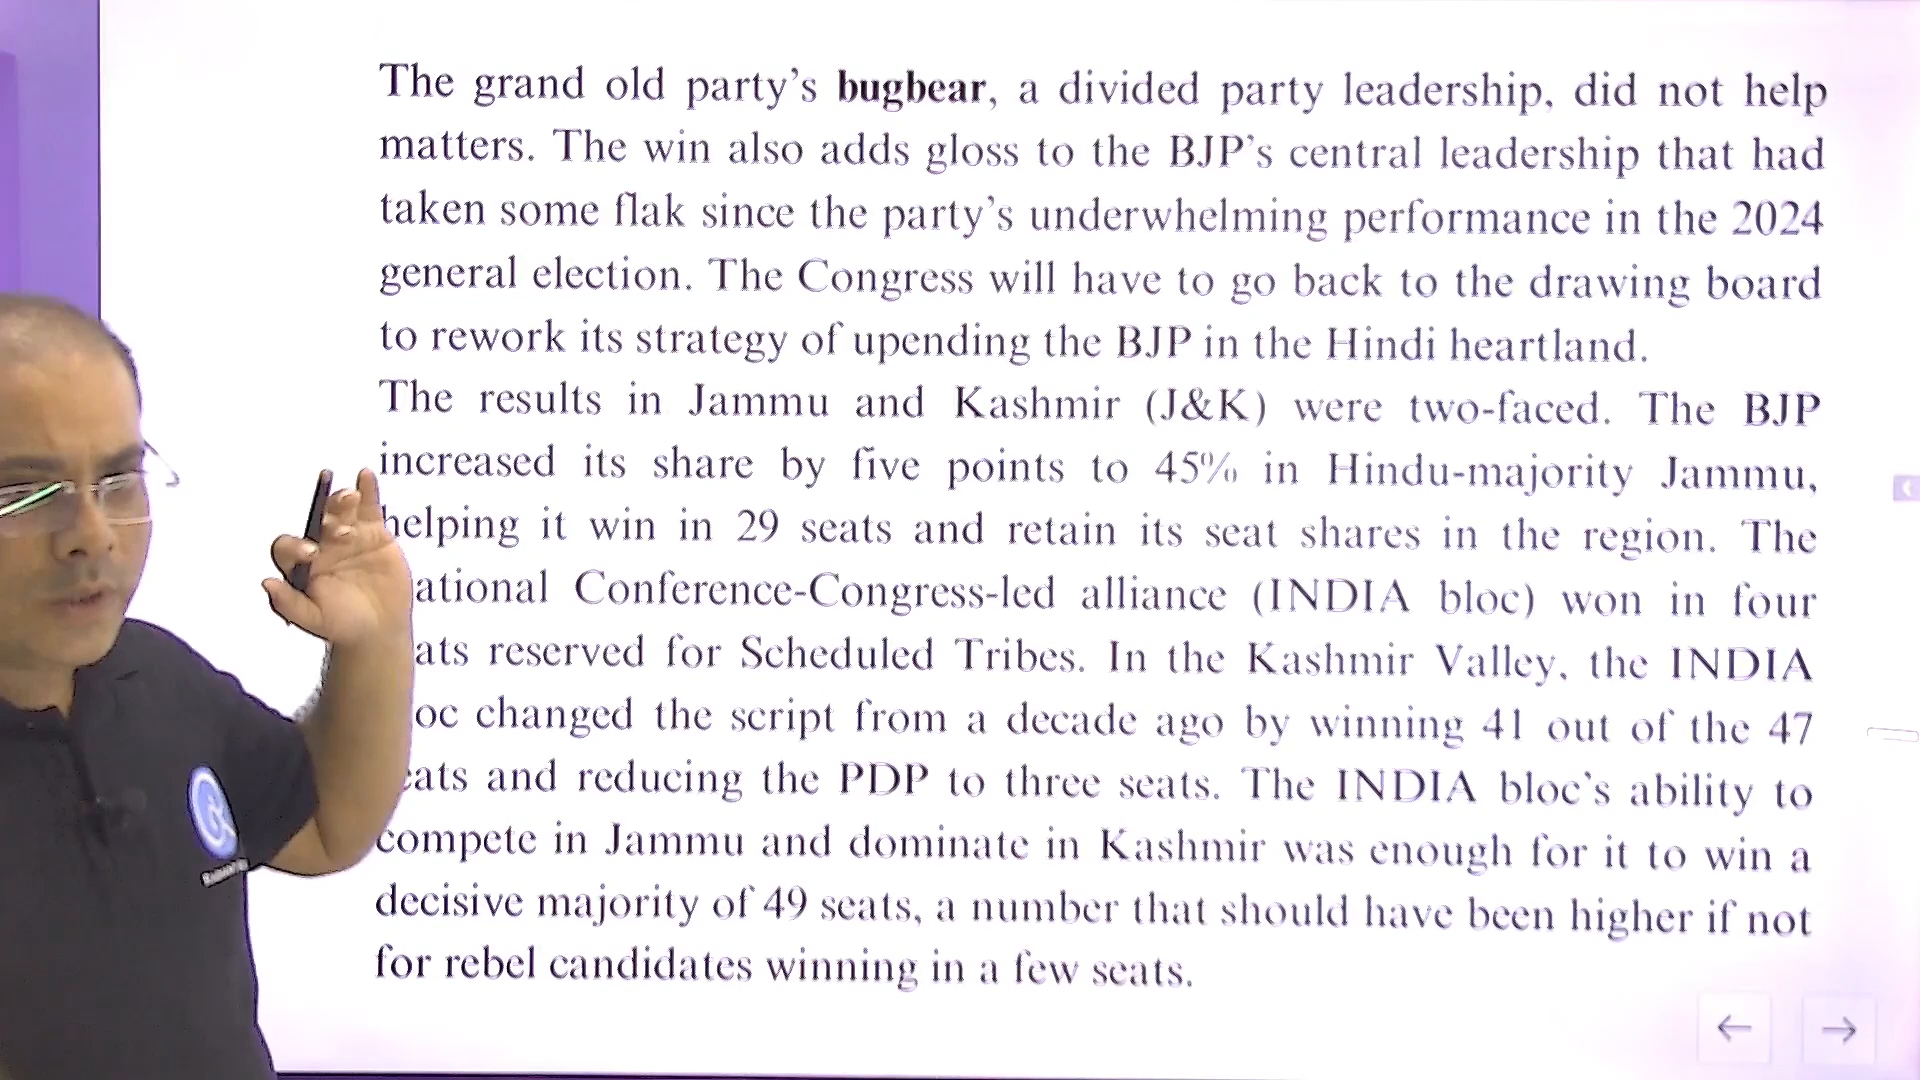 The grand old party's bugbear, a divided party leadership, did not help
matters. The win also adds gloss to the BJP's central leadership that had
taken some flak since the party's underwhelming performance in the 2024
general election. The Congress will have to go back to the drawing board
to rework its strategy of upending the BJP in the Hindi heartland.
The results in Jammu and Kashmir (J&K) were two-faced. The BJP
increased its share by five points to 45% in Hindu-majority Jammu,
helping it win in 29 seats and retain its seat shares in the region. The
ational Conference-Congress-led alliance (INDIA bloc) won in four
ats reserved for Scheduled Tribes. In the Kashmir Valley, the INDIA
oc changed the script from a decade ago by winning 41 out of the 47
eats and reducing the PDP to three seats. The INDIA bloc's ability to
compete in Jammu and dominate in Kashmir was enough for it to win a
decisive majority of 49 seats, a number that should have been higher if not
for rebel candidates winning in a few seats.